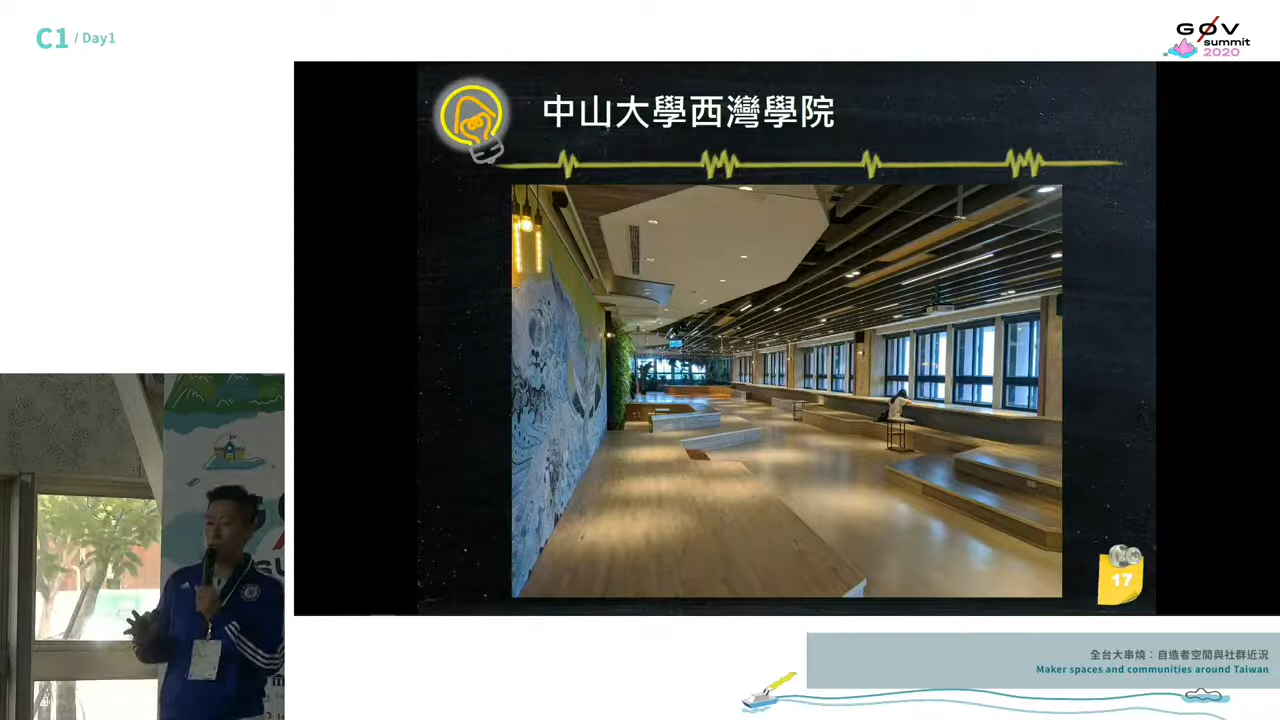 C1 / Day1
GØV
summit
2020
中山大學西灣學院
17
全台大串燒：自造者空間與社群近況
Maker spaces and communities around Taiwan